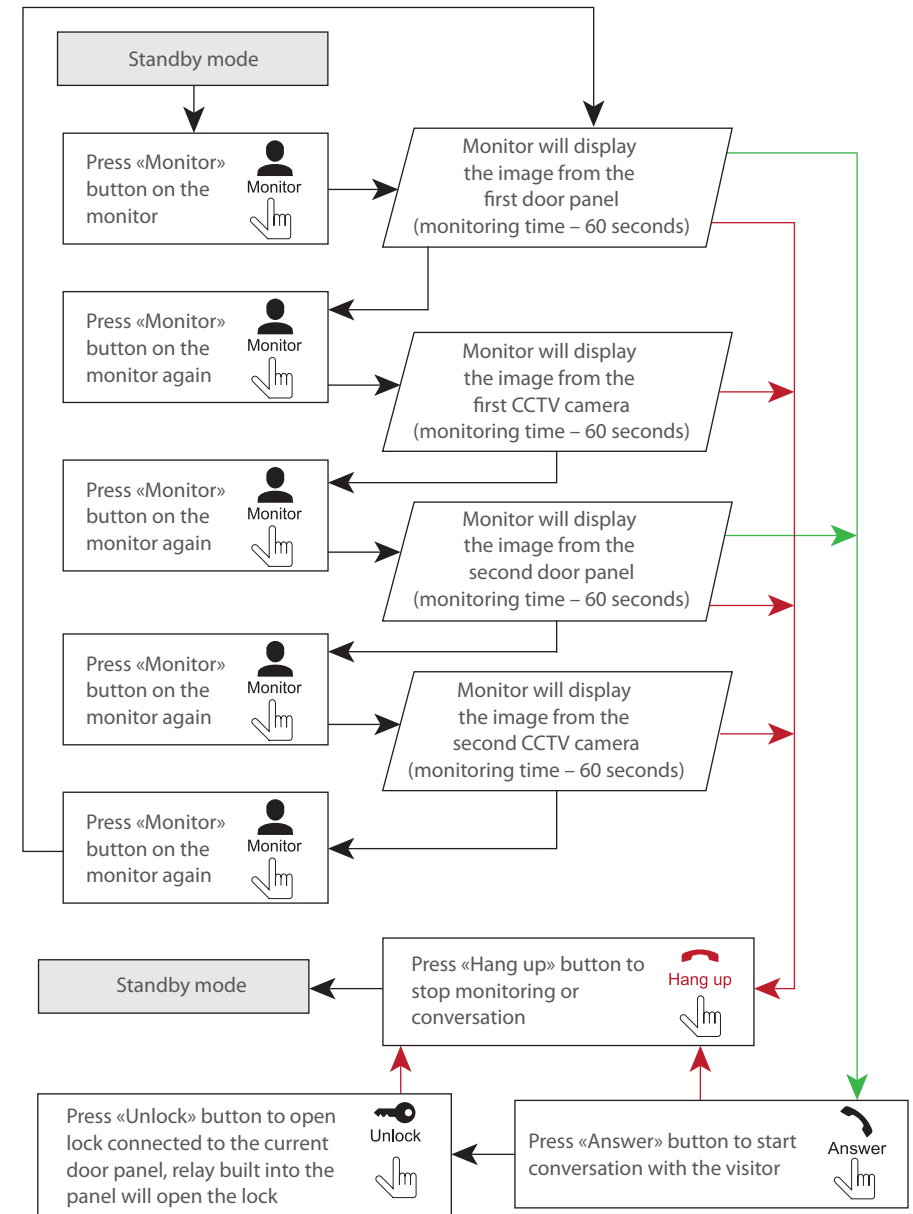 Standby mode
Press «Monitor»
button on the
monitor
Monitor
Monitor will display
the image from the
first door panel
(monitoring time – 60 seconds)
Press «Monitor»
button on the
monitor again
Monitor
Monitor will display
the image from the
first CCTV camera
(monitoring time – 60 seconds)
Press «Monitor»
button on the
monitor again
Monitor
Monitor will display
the image from the
second door panel
(monitoring time – 60 seconds)
Press «Monitor»
button on the
monitor again
Monitor
Monitor will display
the image from the
second CCTV camera
(monitoring time – 60 seconds)
Press «Monitor»
button on the
monitor again
Monitor
Standby mode
Press «Hang up» button to
stop monitoring or
conversation
Hang up
Press «Unlock» button to open
lock connected to the current
door panel, relay built into the
panel will open the lock
Unlock
Press «Answer» button to start
conversation with the visitor
Answer